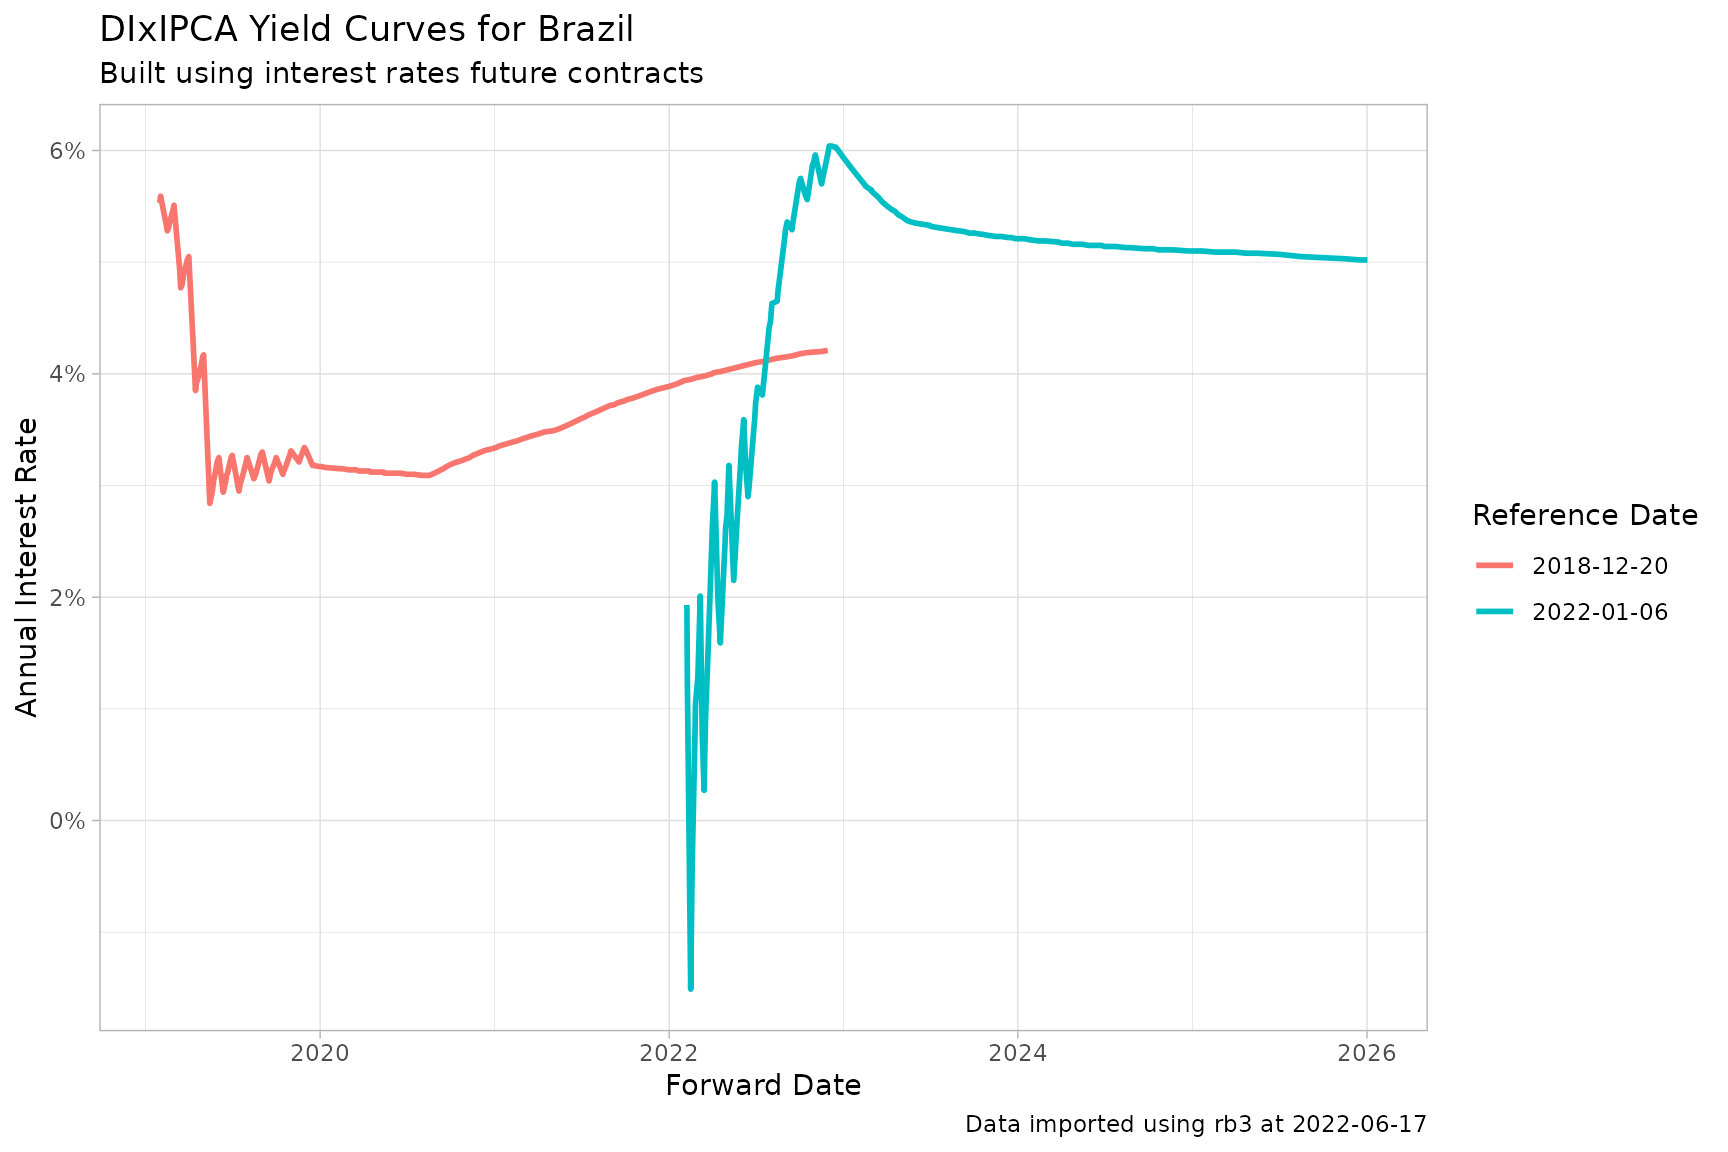 DIxIPCA Yield Curves for Brazil
Built using interest rates future contracts
6%
4%
2%
0%
Annual Interest Rate
2020
2022
2024
2026
Forward Date
Reference Date
2018-12-20
2022-01-06
Data imported using rb3 at 2022-06-17